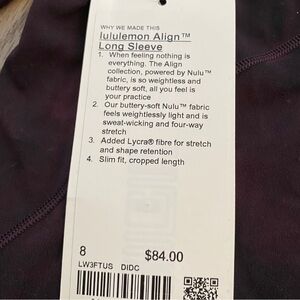 WHY WE MADE THIS
lululemon Align™
Long Sleeve
1. When feeling nothing is
everything. The Align
collection, powered by Nulu™
fabric, is so weightless and
buttery soft, all you feel is
your practice
2. Our buttery-soft Nulu™ fabric
feels weightlessly light and is
sweat-wicking and four-way
stretch
3. Added Lycra® fibre for stretch
and shape retention
4. Slim fit, cropped length
8 $84.00
LW3FTUS DIDC